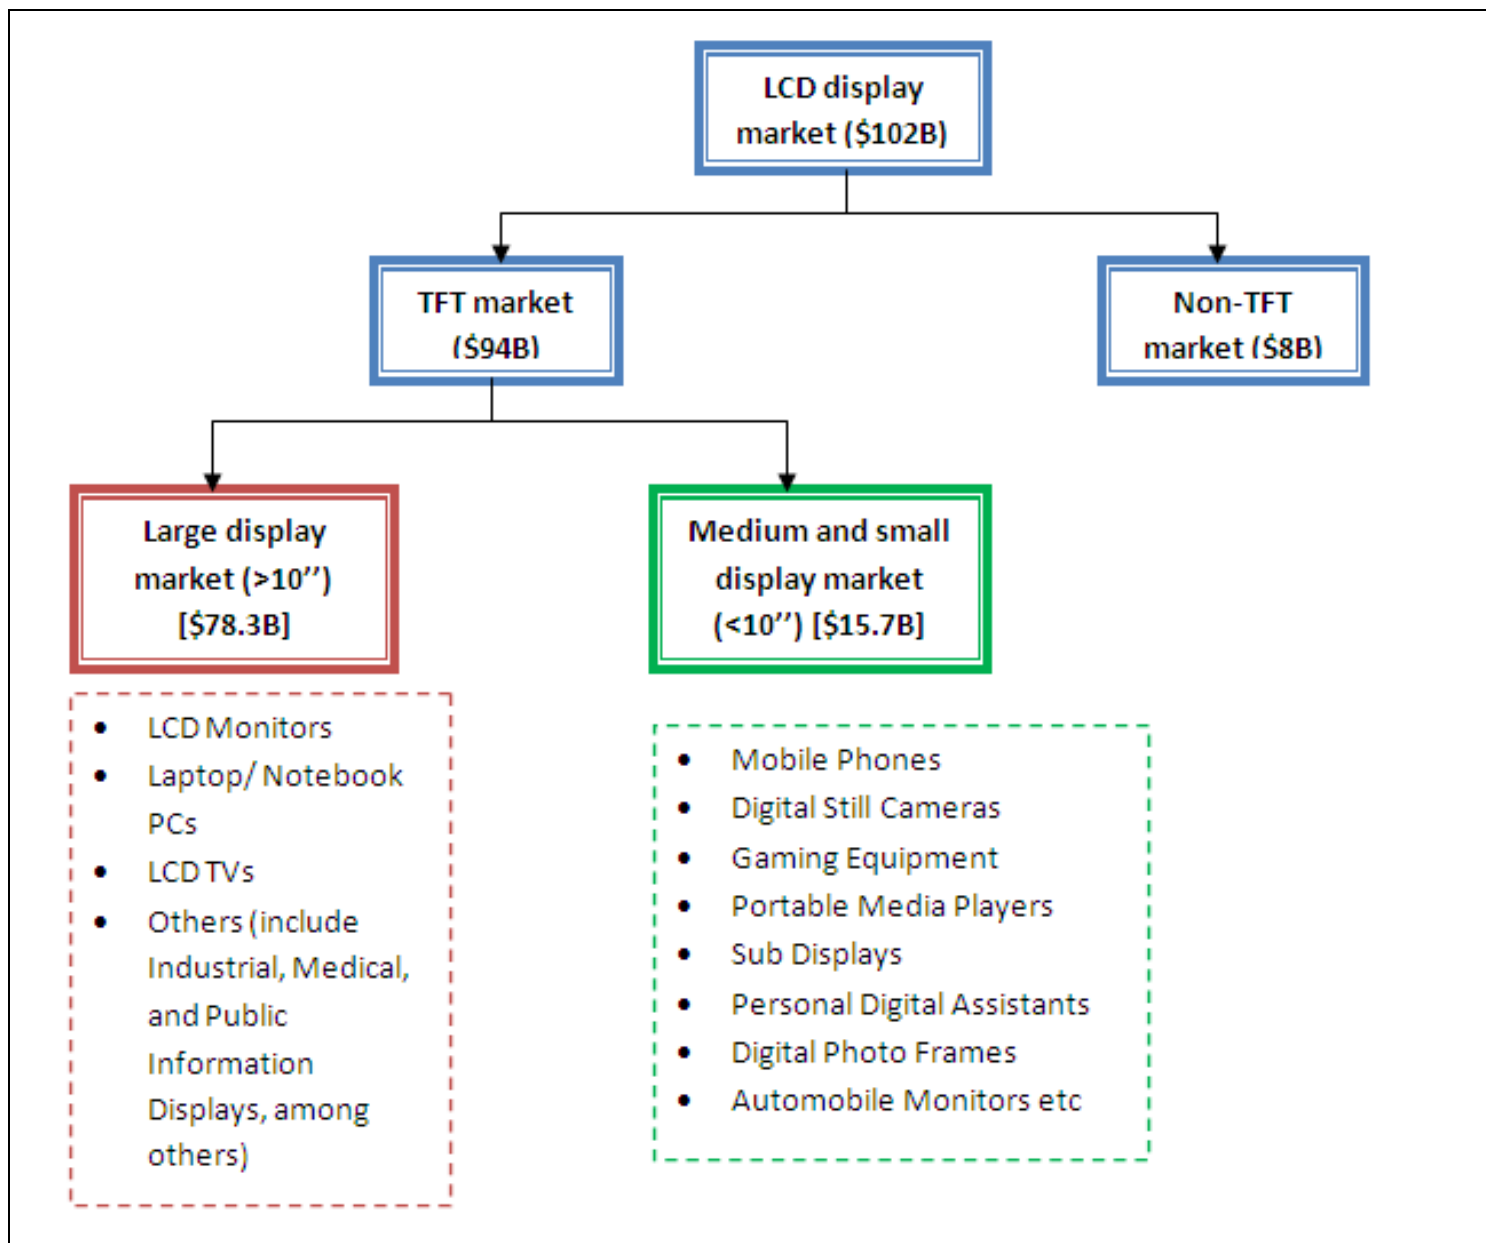 LCD display
market ($102B)
TFT market
($94B)
Non-TFT
market ($8B)
Large display
market (>10’’)
[$78.3B]
Medium and small
display market
(<10’’) [$15.7B]
• LCD Monitors
• Laptop/ Notebook
PCs
• LCD TVs
• Others (include
Industrial, Medical,
and Public
Information
Displays, among
others)
• Mobile Phones
• Digital Still Cameras
• Gaming Equipment
• Portable Media Players
• Sub Displays
• Personal Digital Assistants
• Digital Photo Frames
• Automobile Monitors etc